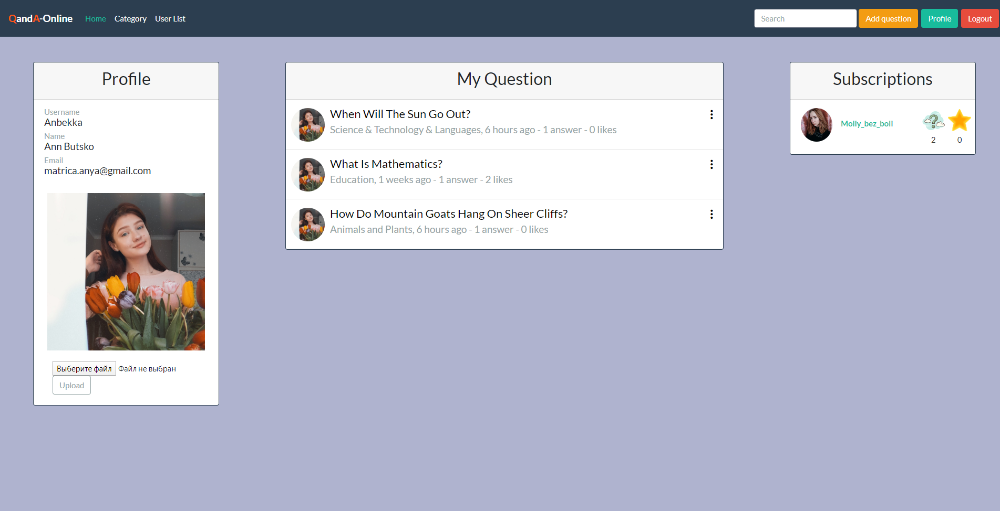 QandA-Online Home Category User List Search Add question Profile Logout
Profile
Username
Anbekka
Name
Ann Butsko
Email
matrica.anya@gmail.com
Выберите файл Файл не выбран
Upload
My Question
When Will The Sun Go Out?
Science & Technology & Languages, 6 hours ago - 1 answer - 0 likes
What Is Mathematics?
Education, 1 weeks ago - 1 answer - 2 likes
How Do Mountain Goats Hang On Sheer Cliffs?
Animals and Plants, 6 hours ago - 1 answer - 0 likes
Subscriptions
Molly_bez_boli
?
2 0